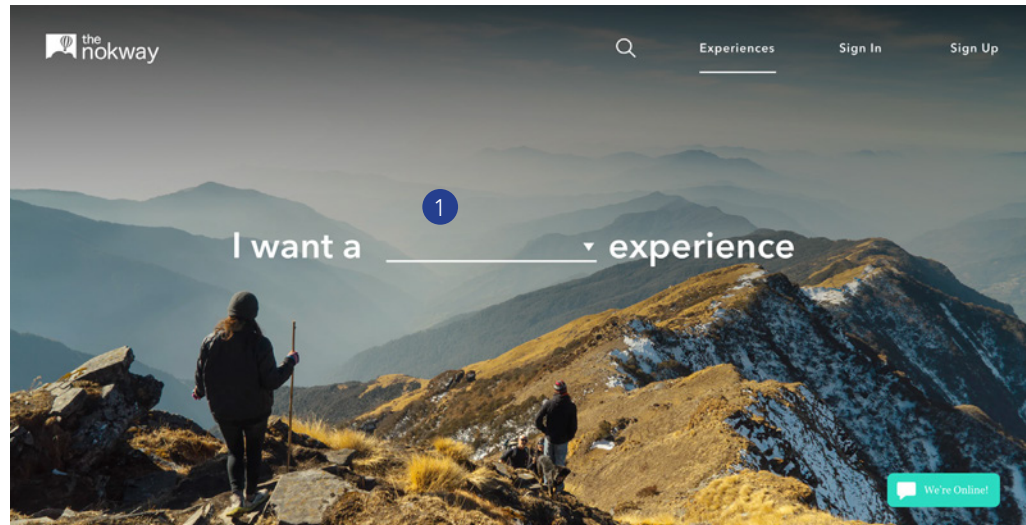 the
nokway
Experiences
Sign In
Sign Up
1
I want a experience
We're Online!